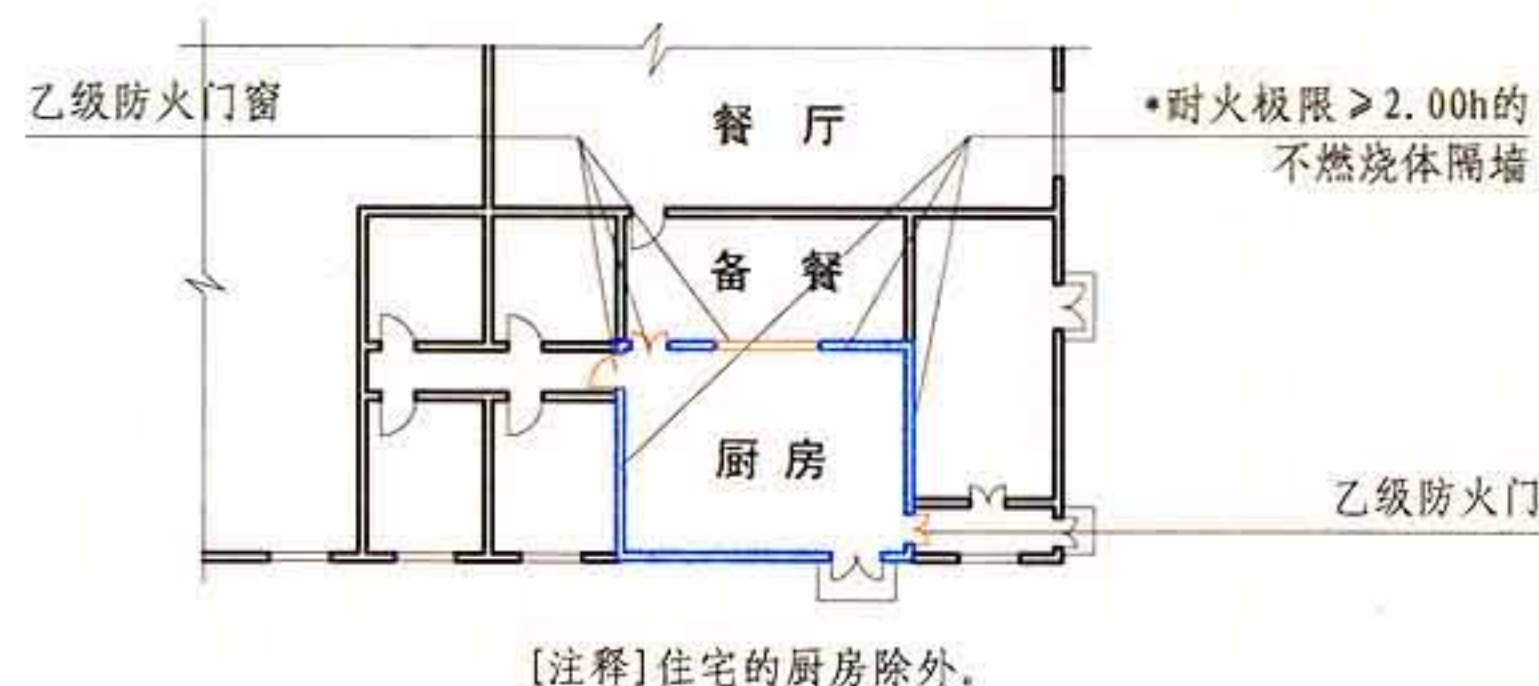 乙级防火门窗
餐 厅
•耐火极限≥2.00h的
不燃烧体隔墙
备 餐
厨 房
乙级防火门
[注释]住宅的厨房除外。